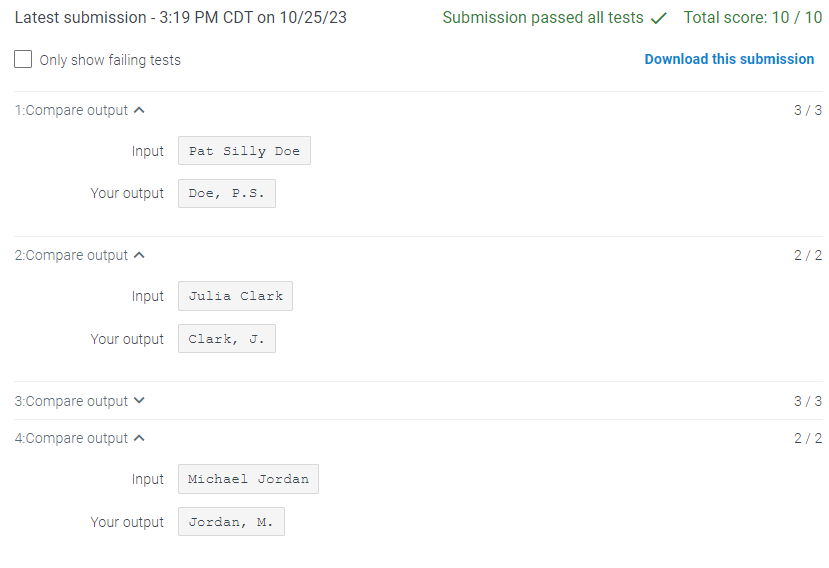 Latest submission - 3:19 PM CDT on 10/25/23 Submission passed all tests Total score: 10 / 10
Only show failing tests Download this submission
1:Compare output 3 / 3
Input Pat Silly Doe
Your output Doe, P.S.
2:Compare output 2 / 2
Input Julia Clark
Your output Clark, J.
3:Compare output 3 / 3
4:Compare output 2 / 2
Input Michael Jordan
Your output Jordan, M.